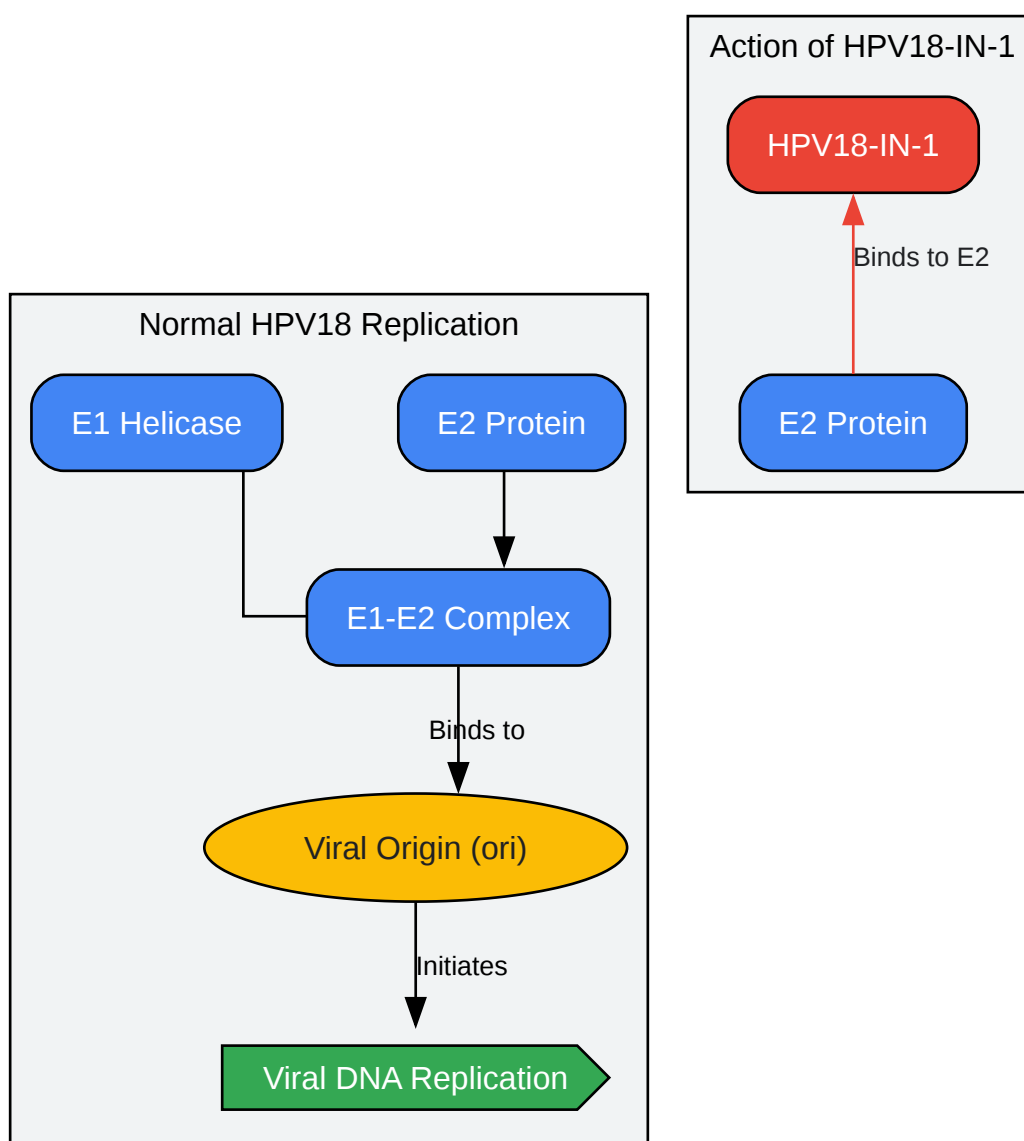 Action of HPV18-IN-1
HPV18-IN-1
Binds to E2
E2 Protein
Normal HPV18 Replication
E1 Helicase
E2 Protein
E1-E2 Complex
Binds to
Viral Origin (ori)
Initiates
Viral DNA Replication